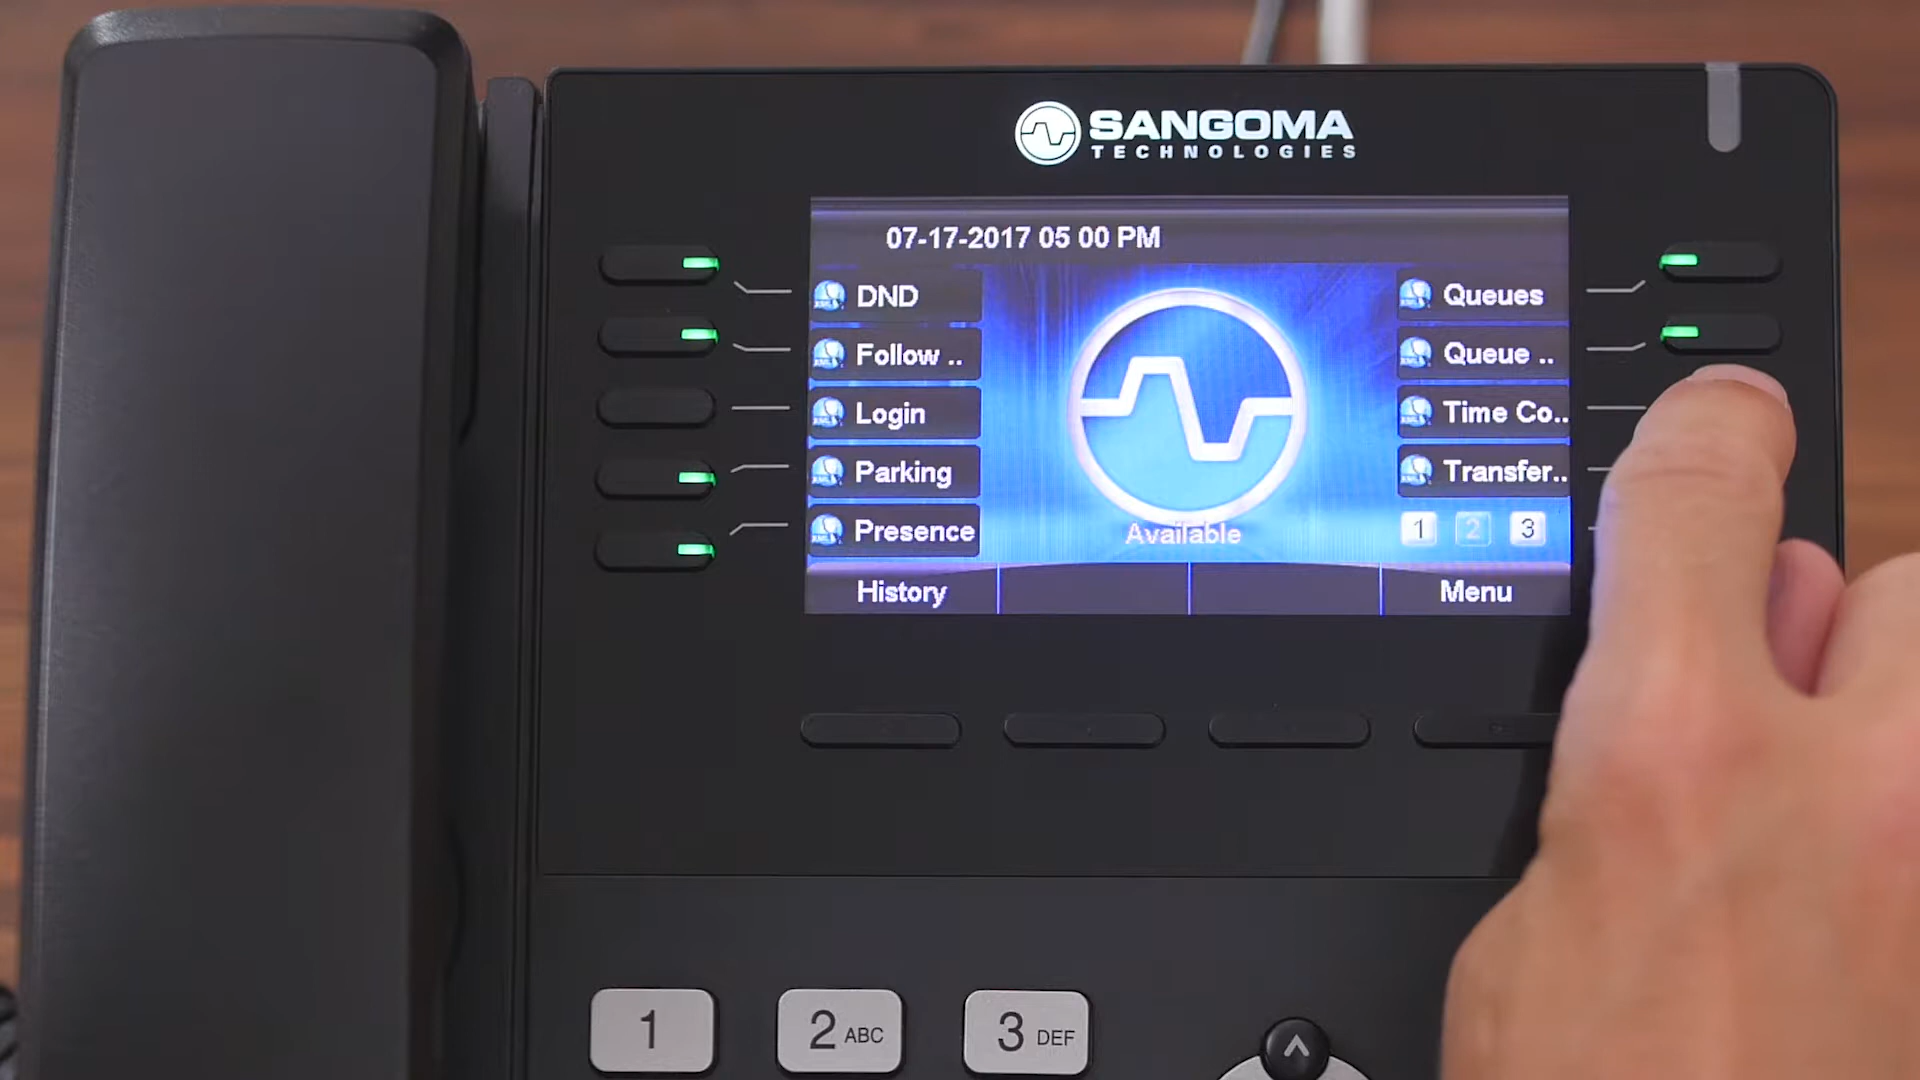 SANGOMA
TECHNOLOGIES
07-17-2017 05 00 PM
DND
Follow ..
Login
Parking
Presence
Queues
Queue ..
Time Co..
Transfer..
1 2 3
Available
History
Menu
1
2 ABC
3 DEF